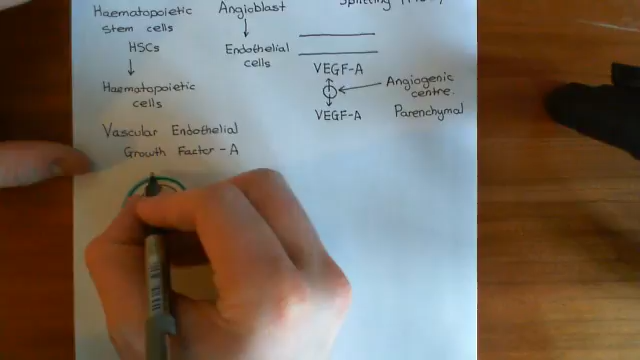 Haematopoietic
Stem cells
HSCs
Haematopoietic
cells
Angioblast
Endothelial
cells
VEGF-A
VEGF-A
Angiogenic
centre.
Parenchymal
Vascular Endothelial
Growth Factor - A